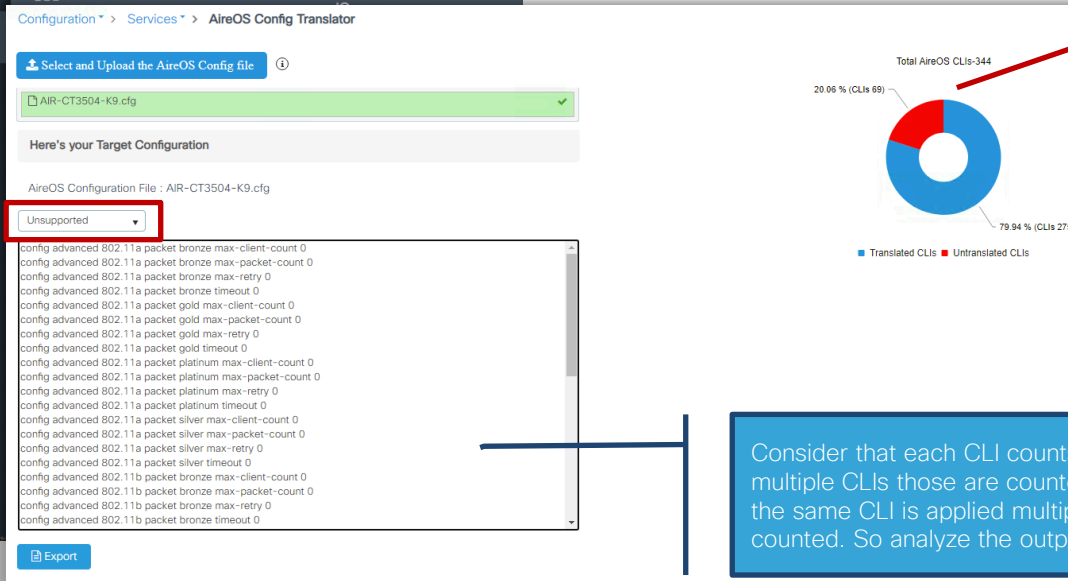 Configuration > Services > AireOS Config Translator
Select and Upload the AireOS Config file
AIR-CT3504-K9.cfg
Here's your Target Configuration
AireOS Configuration File : AIR-CT3504-K9.cfg
Unsupported
config advanced 802.11a packet bronze max-client-count 0
config advanced 802.11a packet bronze max-packet-count 0
config advanced 802.11a packet bronze max-retry 0
config advanced 802.11a packet bronze timeout 0
config advanced 802.11a packet gold max-client-count 0
config advanced 802.11a packet gold max-packet-count 0
config advanced 802.11a packet gold max-retry 0
config advanced 802.11a packet gold timeout 0
config advanced 802.11a packet platinum max-client-count 0
config advanced 802.11a packet platinum max-packet-count 0
config advanced 802.11a packet platinum max-retry 0
config advanced 802.11a packet platinum timeout 0
config advanced 802.11a packet silver max-client-count 0
config advanced 802.11a packet silver max-packet-count 0
config advanced 802.11a packet silver max-retry 0
config advanced 802.11a packet silver timeout 0
config advanced 802.11b packet bronze max-client-count 0
config advanced 802.11b packet bronze max-packet-count 0
config advanced 802.11b packet bronze max-retry 0
config advanced 802.11b packet bronze timeout 0
Export
Total AireOS CLIs-344
20.06 % (CLIs 69)
79.94 % (CLIs 275
Translated CLIs Untranslated CLIs
Consider that each CLI count
multiple CLIs those are count
the same CLI is applied multip
counted. So analyze the outp